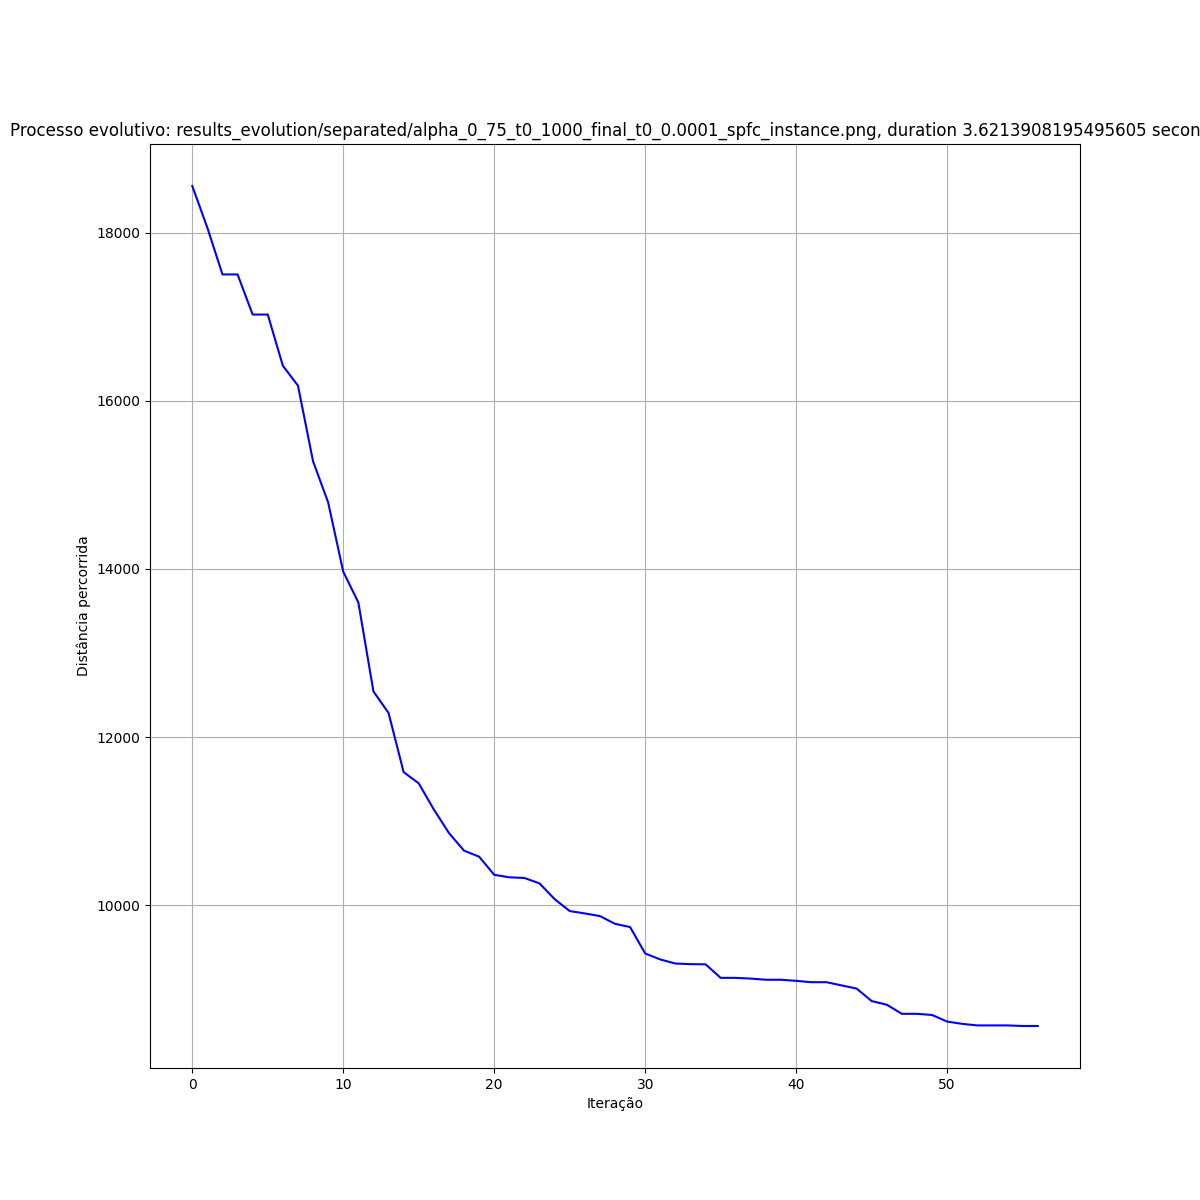 Processo evolutivo: results_evolution/separated/alpha_0_75_t0_1000_final_t0_0.0001_spfc_instance.png, duration 3.6213908195495605 secon
18000
16000
14000
12000
10000
Distância percorrida
0 10 20 30 40 50
Iteração